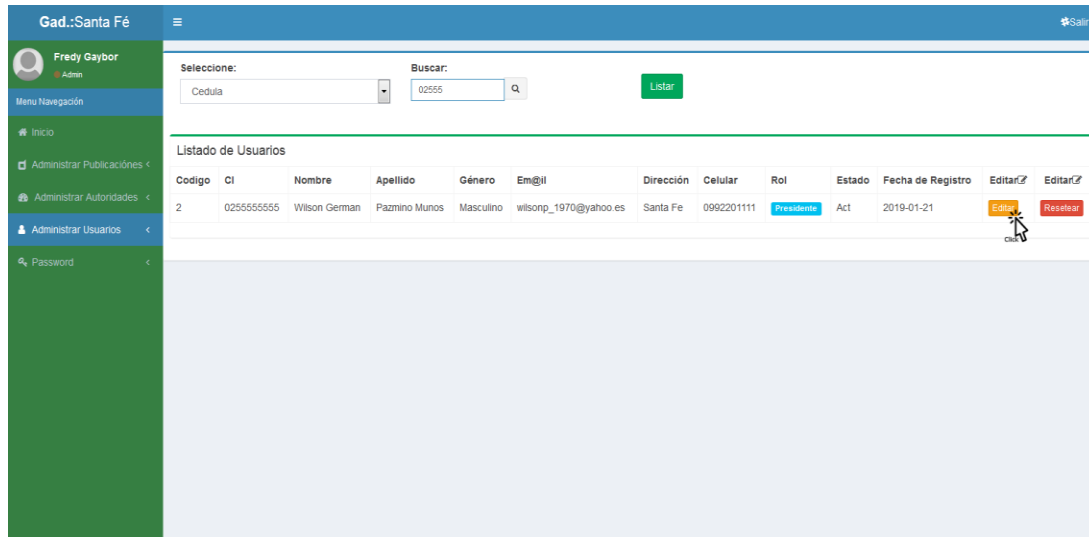 Gad.:Santa Fé
Salir
Fredy Gaybor
Admin
Menu Navegación
Inicio
Administrar Publicaciónes
Administrar Autoridades
Administrar Usuarios
Password
Seleccione: Buscar:
Cedula 02555 Listar
Listado de Usuarios
Codigo CI Nombre Apellido Género Em@il Dirección Celular Rol Estado Fecha de Registro Editar Editar
2 0255555555 Wilson German Pazmino Munos Masculino wilsonp_1970@yahoo.es Santa Fe 0992201111 Presidente Act 2019-01-21 Editar Resetear
Click